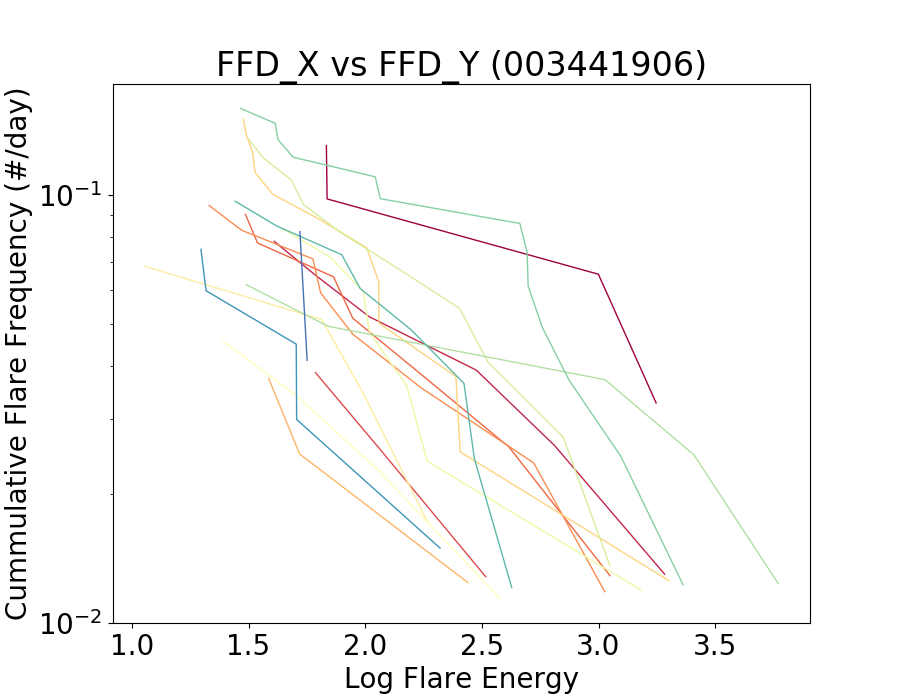 FFD_X vs FFD_Y (003441906)
Cummulative Flare Frequency (#/day)
10⁻¹
10⁻²
1.0 1.5 2.0 2.5 3.0 3.5
Log Flare Energy